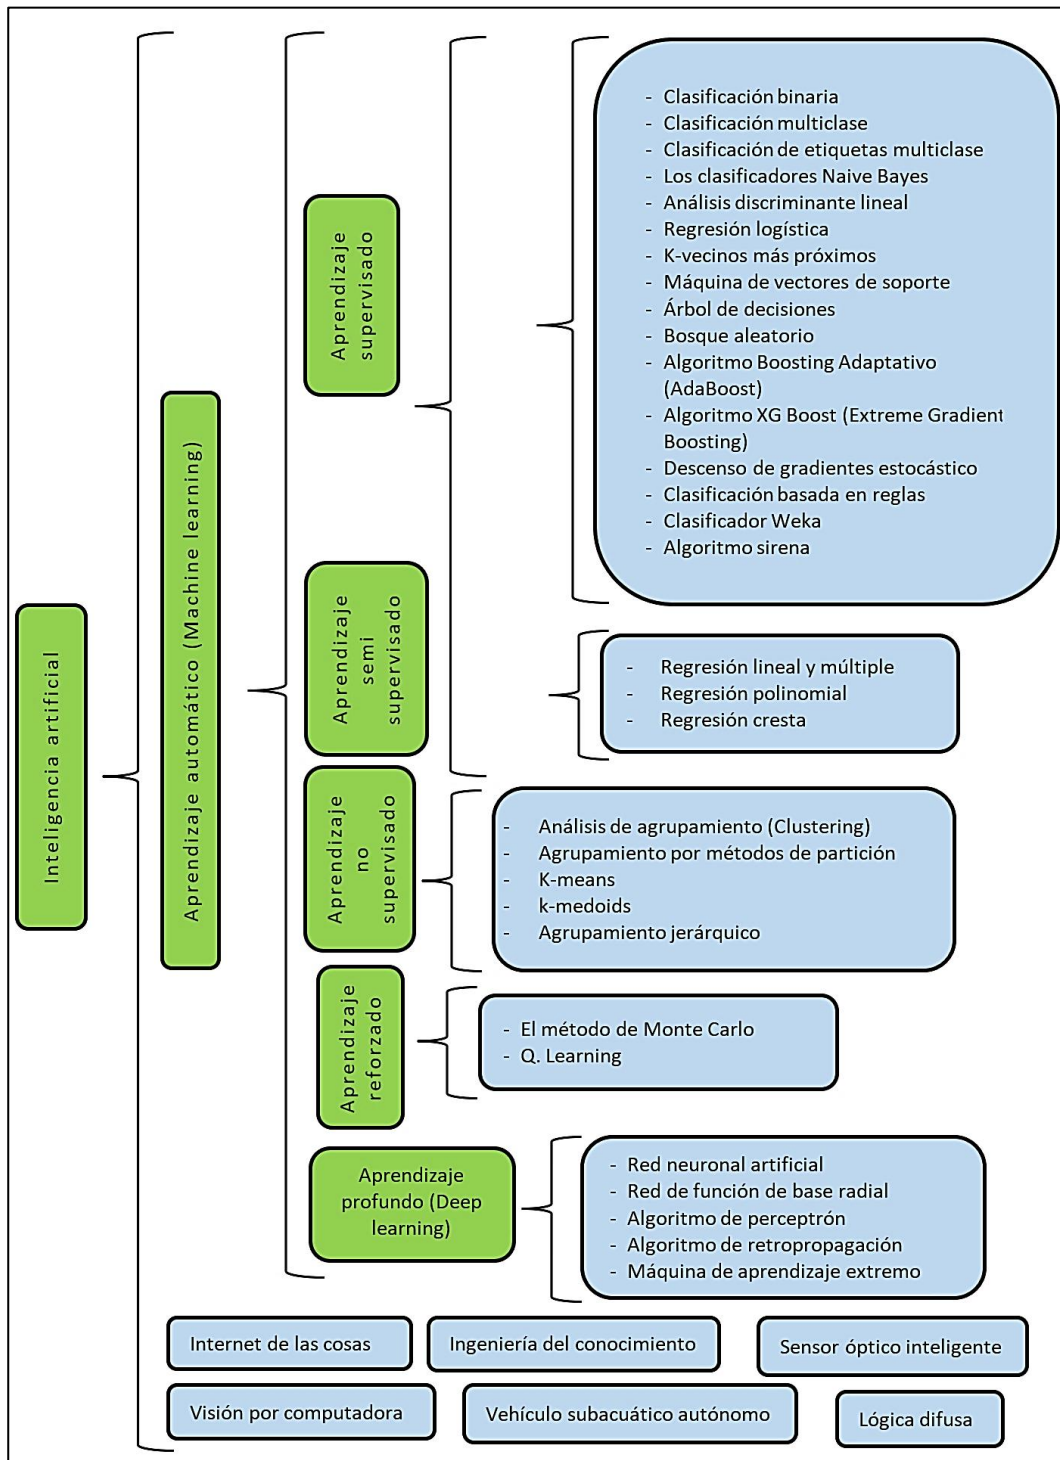 Inteligencia artificial
Aprendizaje automático (Machine learning)
Aprendizaje
supervisado
- Clasificación binaria
- Clasificación multiclase
- Clasificación de etiquetas multiclase
- Los clasificadores Naive Bayes
- Análisis discriminante lineal
- Regresión logística
- K-vecinos más próximos
- Máquina de vectores de soporte
- Árbol de decisiones
- Bosque aleatorio
- Algoritmo Boosting Adaptativo
(AdaBoost)
- Algoritmo XG Boost (Extreme Gradient
Boosting)
- Descenso de gradientes estocástico
- Clasificación basada en reglas
- Clasificador Weka
- Algoritmo sirena
Aprendizaje
semi
supervisado
- Regresión lineal y múltiple
- Regresión polinomial
- Regresión cresta
Aprendizaje
no
supervisado
- Análisis de agrupamiento (Clustering)
- Agrupamiento por métodos de partición
- K-means
- k-medoids
- Agrupamiento jerárquico
Aprendizaje
reforzado
- El método de Monte Carlo
- Q. Learning
Aprendizaje
profundo (Deep
learning)
- Red neuronal artificial
- Red de función de base radial
- Algoritmo de perceptrón
- Algoritmo de retropropagación
- Máquina de aprendizaje extremo
Internet de las cosas
Ingeniería del conocimiento
Sensor óptico inteligente
Visión por computadora
Vehículo subacuático autónomo
Lógica difusa